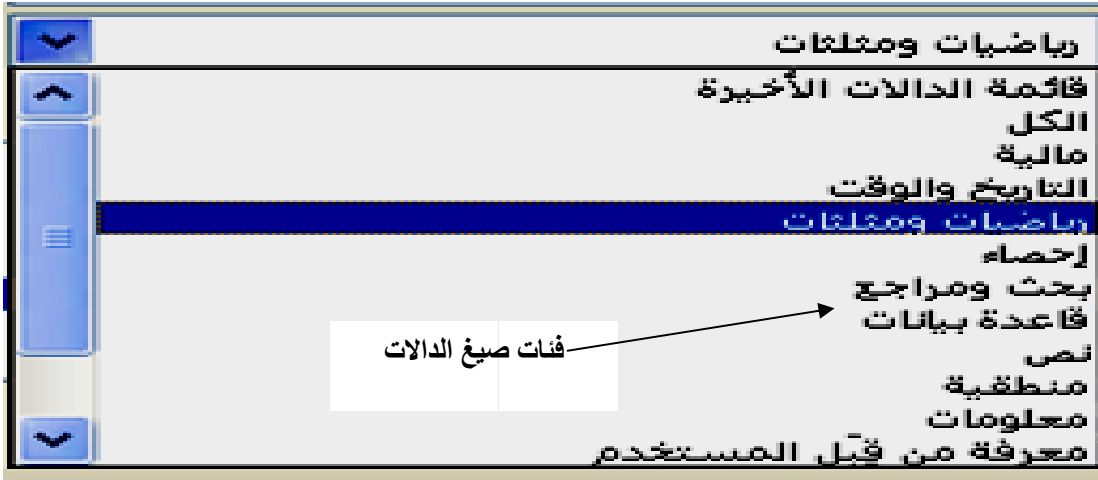 رياضيات ومثلثات
قائمة الدالات الأخيرة
الكل
مالية
التاريخ والوقت
رياضيات ومثلثات
إحصاء
بحث ومراجع
قاعدة بيانات
نص
منطقية
معلومات
معرفة من قِبَل المستخدم
فئات صيغ الدالات